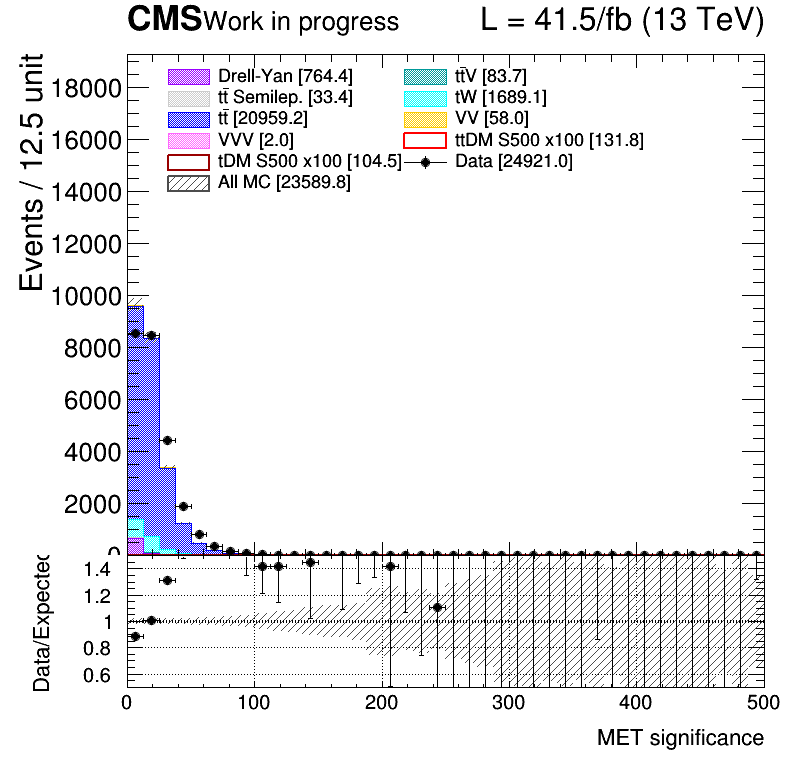 CMS Work in progress L = 41.5/fb (13 TeV)
Events / 12.5 unit
18000
16000
14000
12000
10000
8000
6000
4000
2000
0
Drell-Yan [764.4]
tt̄V [83.7]
tt̄ Semilep. [33.4]
tW [1689.1]
tt̄ [20959.2]
VV [58.0]
VVV [2.0]
ttDM S500 x100 [131.8]
tDM S500 x100 [104.5]
Data [24921.0]
All MC [23589.8]
Data/Expected
1.4
1.2
1
0.8
0.6
0 100 200 300 400 500
MET significance